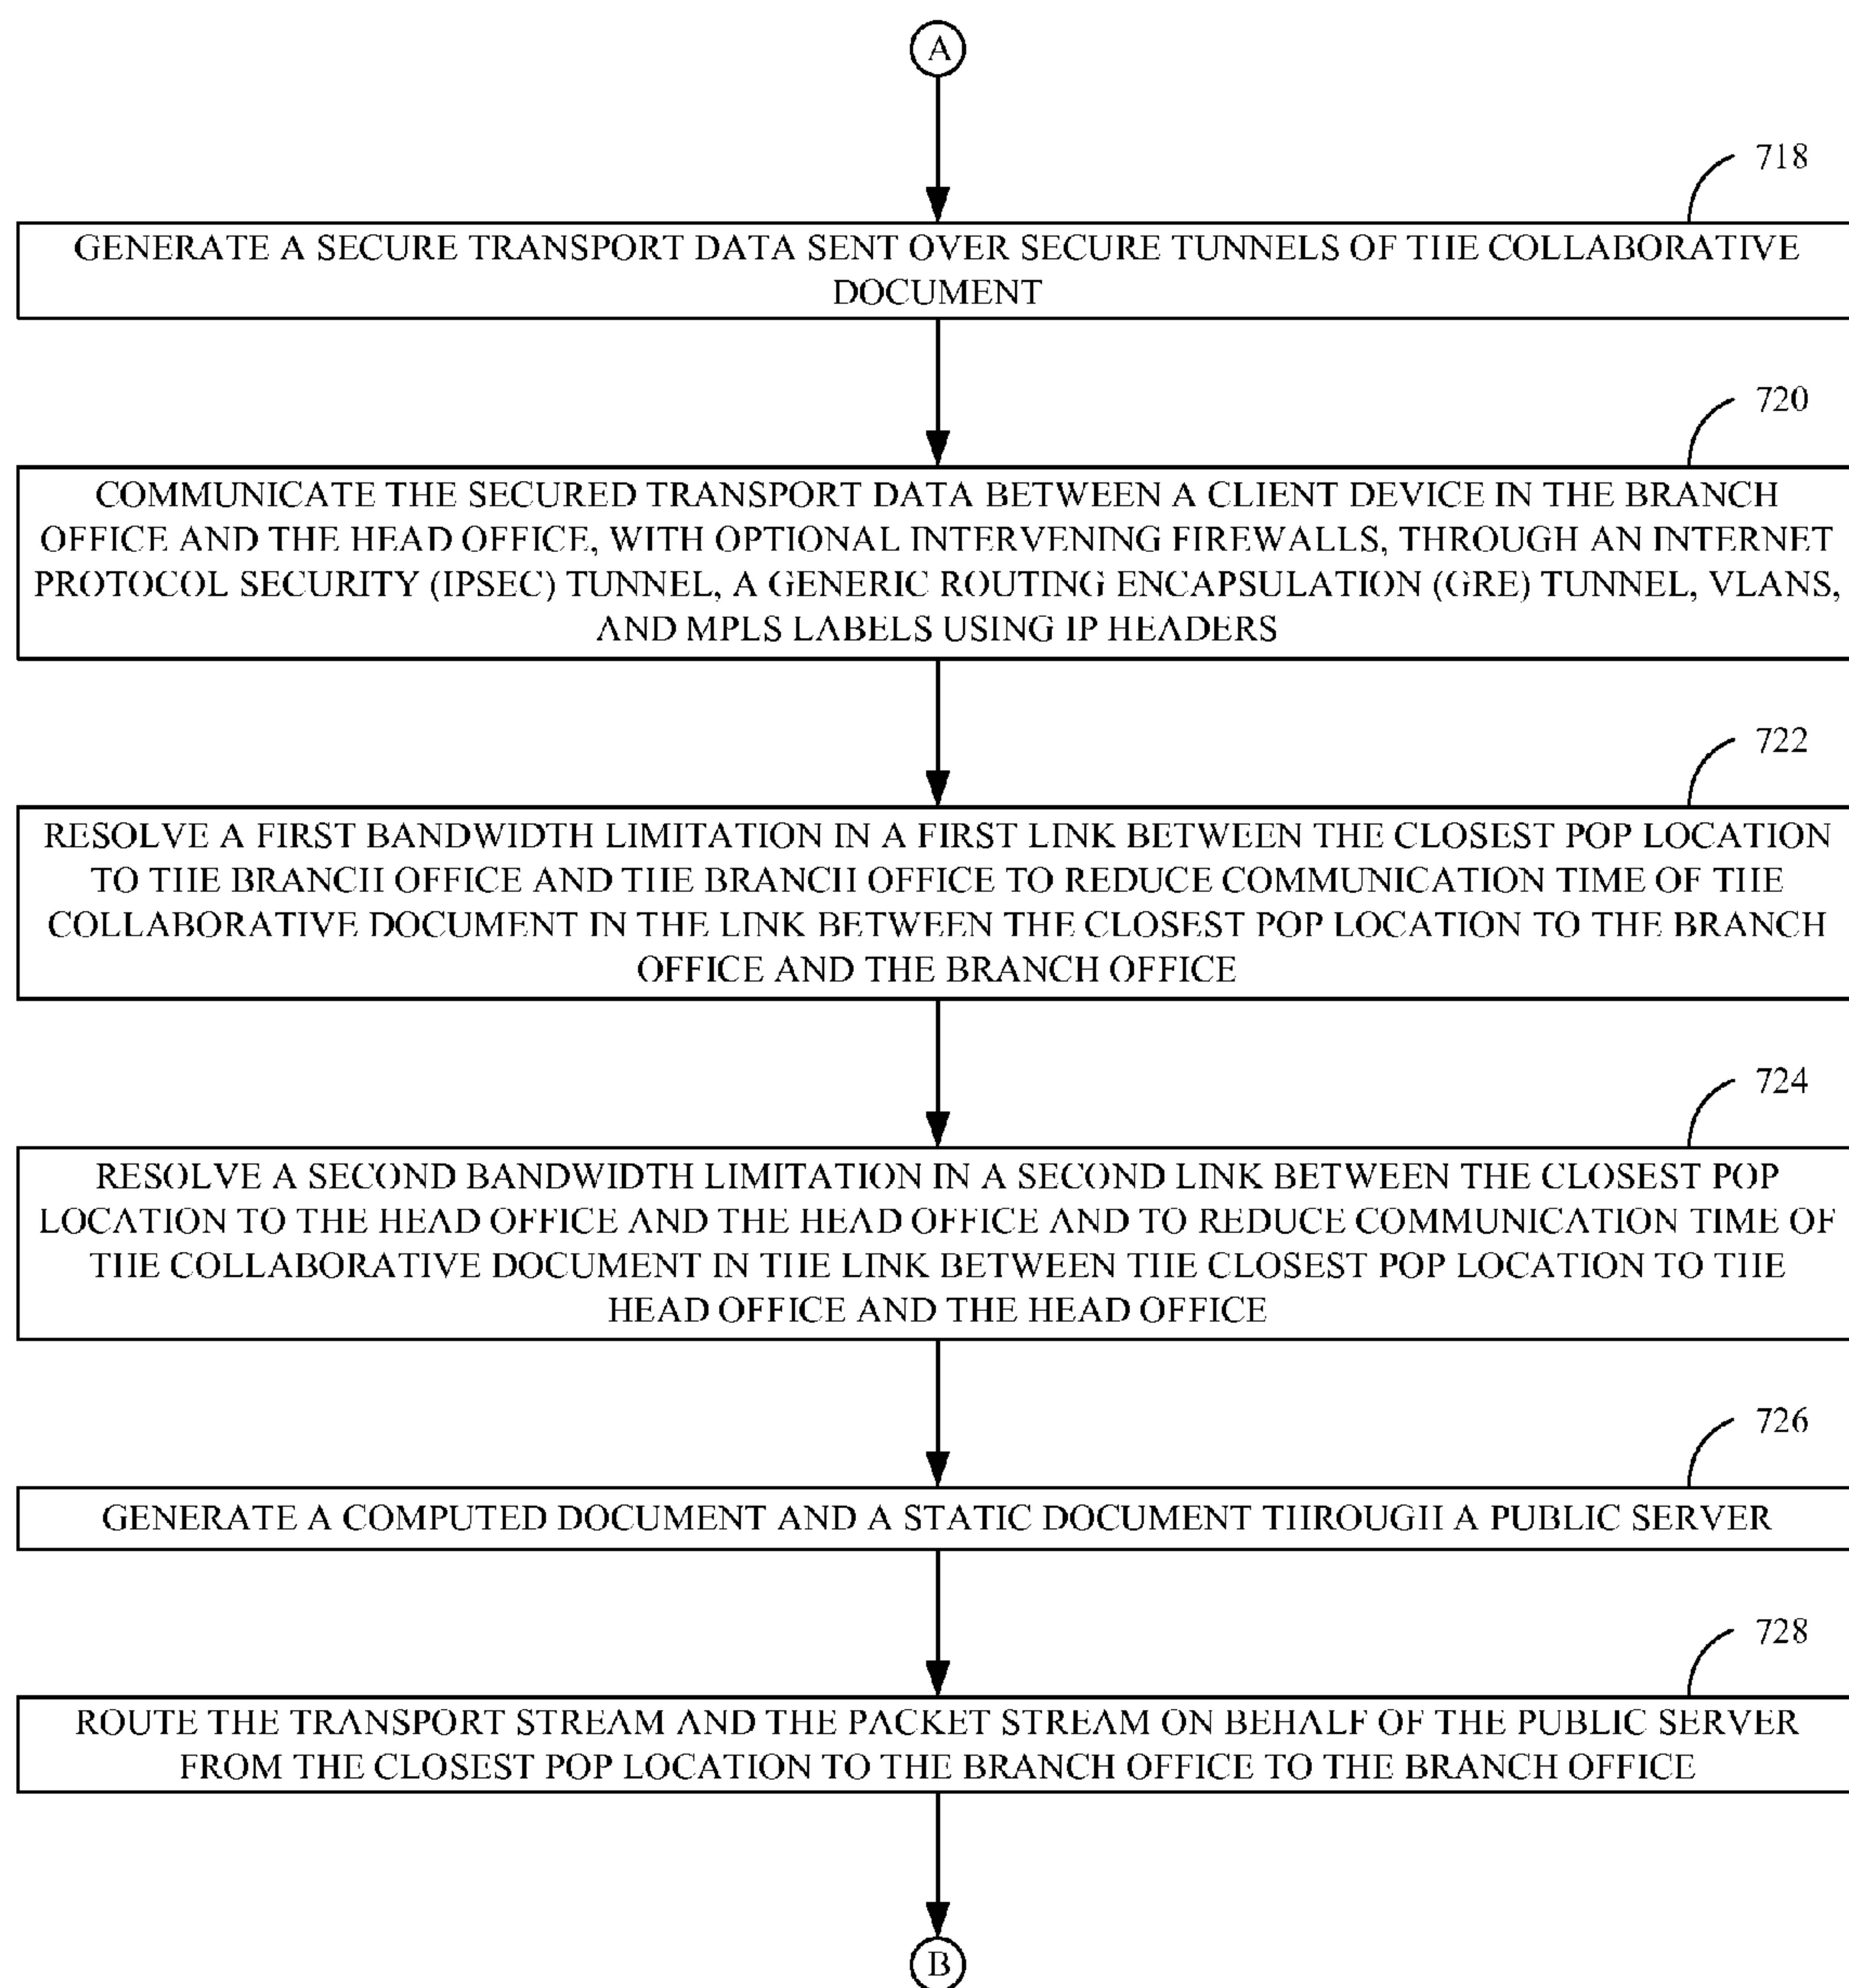 A
718
GENERATE A SECURE TRANSPORT DATA SENT OVER SECURE TUNNELS OF THE COLLABORATIVE
DOCUMENT
720
COMMUNICATE THE SECURED TRANSPORT DATA BETWEEN A CLIENT DEVICE IN THE BRANCH
OFFICE AND THE HEAD OFFICE, WITH OPTIONAL INTERVENING FIREWALLS, THROUGH AN INTERNET
PROTOCOL SECURITY (IPSEC) TUNNEL, A GENERIC ROUTING ENCAPSULATION (GRE) TUNNEL, VLANS,
AND MPLS LABELS USING IP HEADERS
722
RESOLVE A FIRST BANDWIDTH LIMITATION IN A FIRST LINK BETWEEN THE CLOSEST POP LOCATION
TO THE BRANCH OFFICE AND THE BRANCH OFFICE TO REDUCE COMMUNICATION TIME OF THE
COLLABORATIVE DOCUMENT IN THE LINK BETWEEN THE CLOSEST POP LOCATION TO THE BRANCH
OFFICE AND THE BRANCH OFFICE
724
RESOLVE A SECOND BANDWIDTH LIMITATION IN A SECOND LINK BETWEEN THE CLOSEST POP
LOCATION TO THE HEAD OFFICE AND THE HEAD OFFICE AND TO REDUCE COMMUNICATION TIME OF
THE COLLABORATIVE DOCUMENT IN THE LINK BETWEEN THE CLOSEST POP LOCATION TO THE
HEAD OFFICE AND THE HEAD OFFICE
726
GENERATE A COMPUTED DOCUMENT AND A STATIC DOCUMENT THROUGH A PUBLIC SERVER
728
ROUTE THE TRANSPORT STREAM AND THE PACKET STREAM ON BEHALF OF THE PUBLIC SERVER
FROM THE CLOSEST POP LOCATION TO THE BRANCH OFFICE TO THE BRANCH OFFICE
B